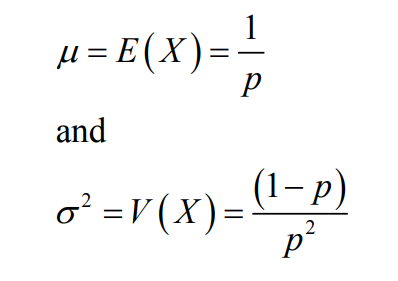 μ = E(X) = 1/p
and
σ² = V(X) = (1−p)/p²